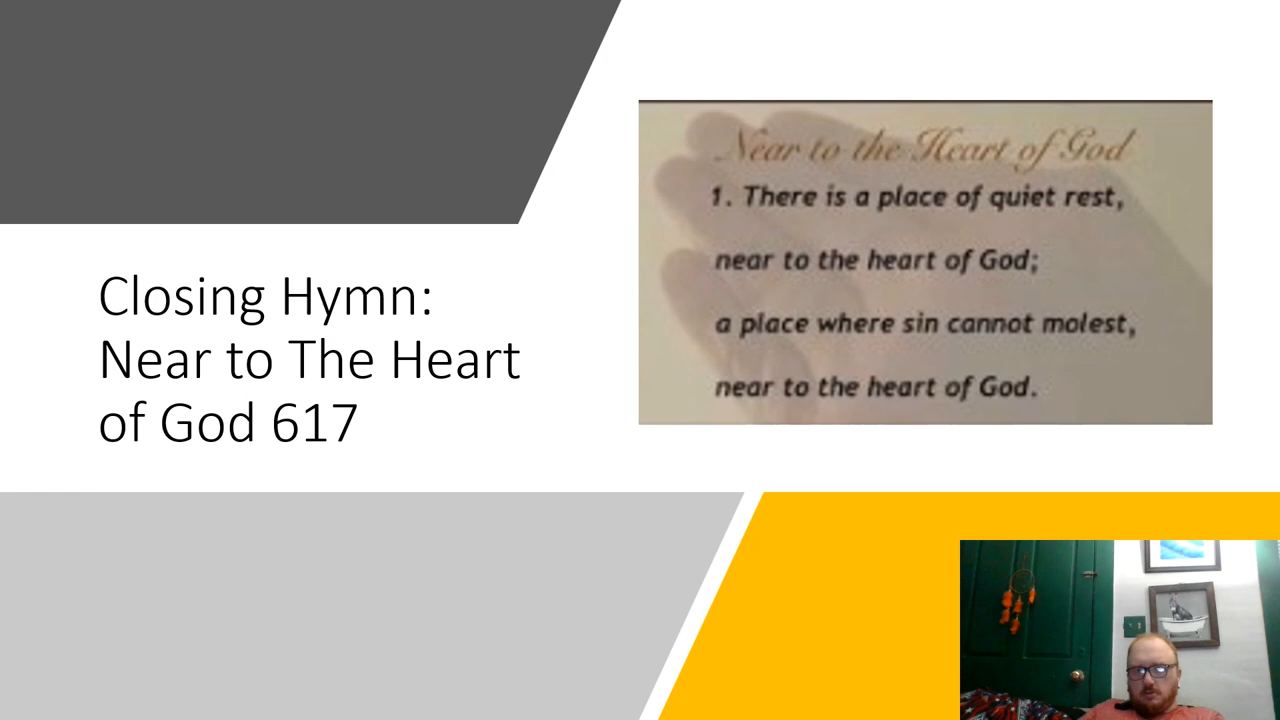 Closing Hymn:
Near to The Heart
of God 617
Near to the Heart of God
1. There is a place of quiet rest,
near to the heart of God;
a place where sin cannot molest,
near to the heart of God.